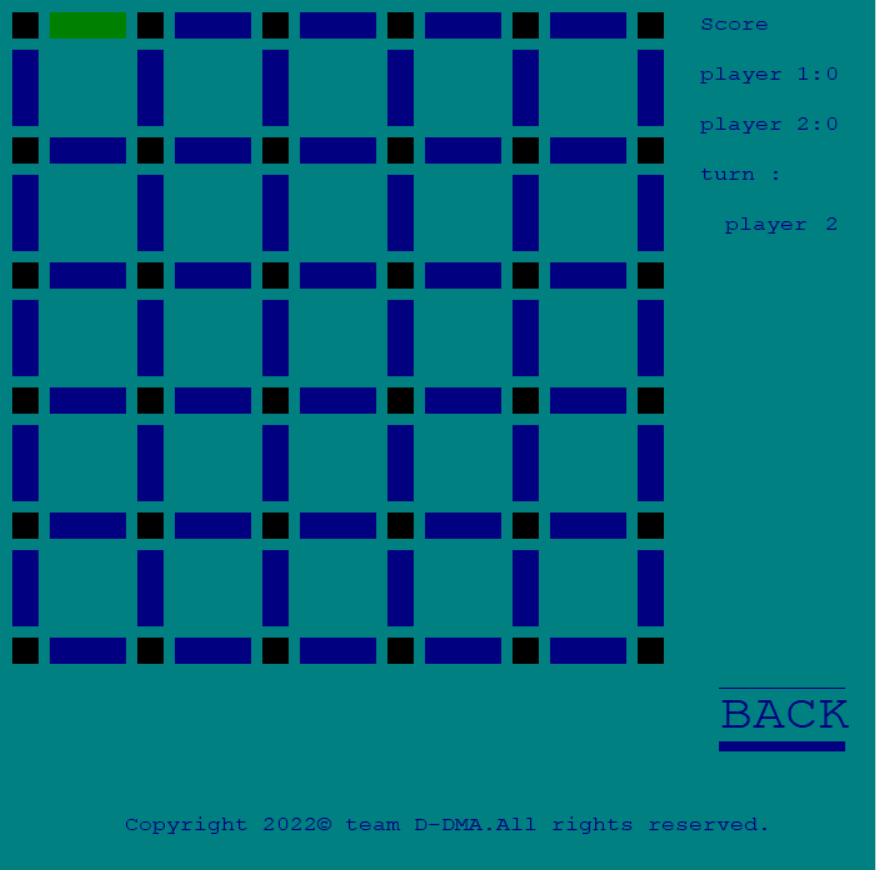 Score
player 1:0
player 2:0
turn :
player 2
BACK
Copyright 2022© team D-DMA.All rights reserved.